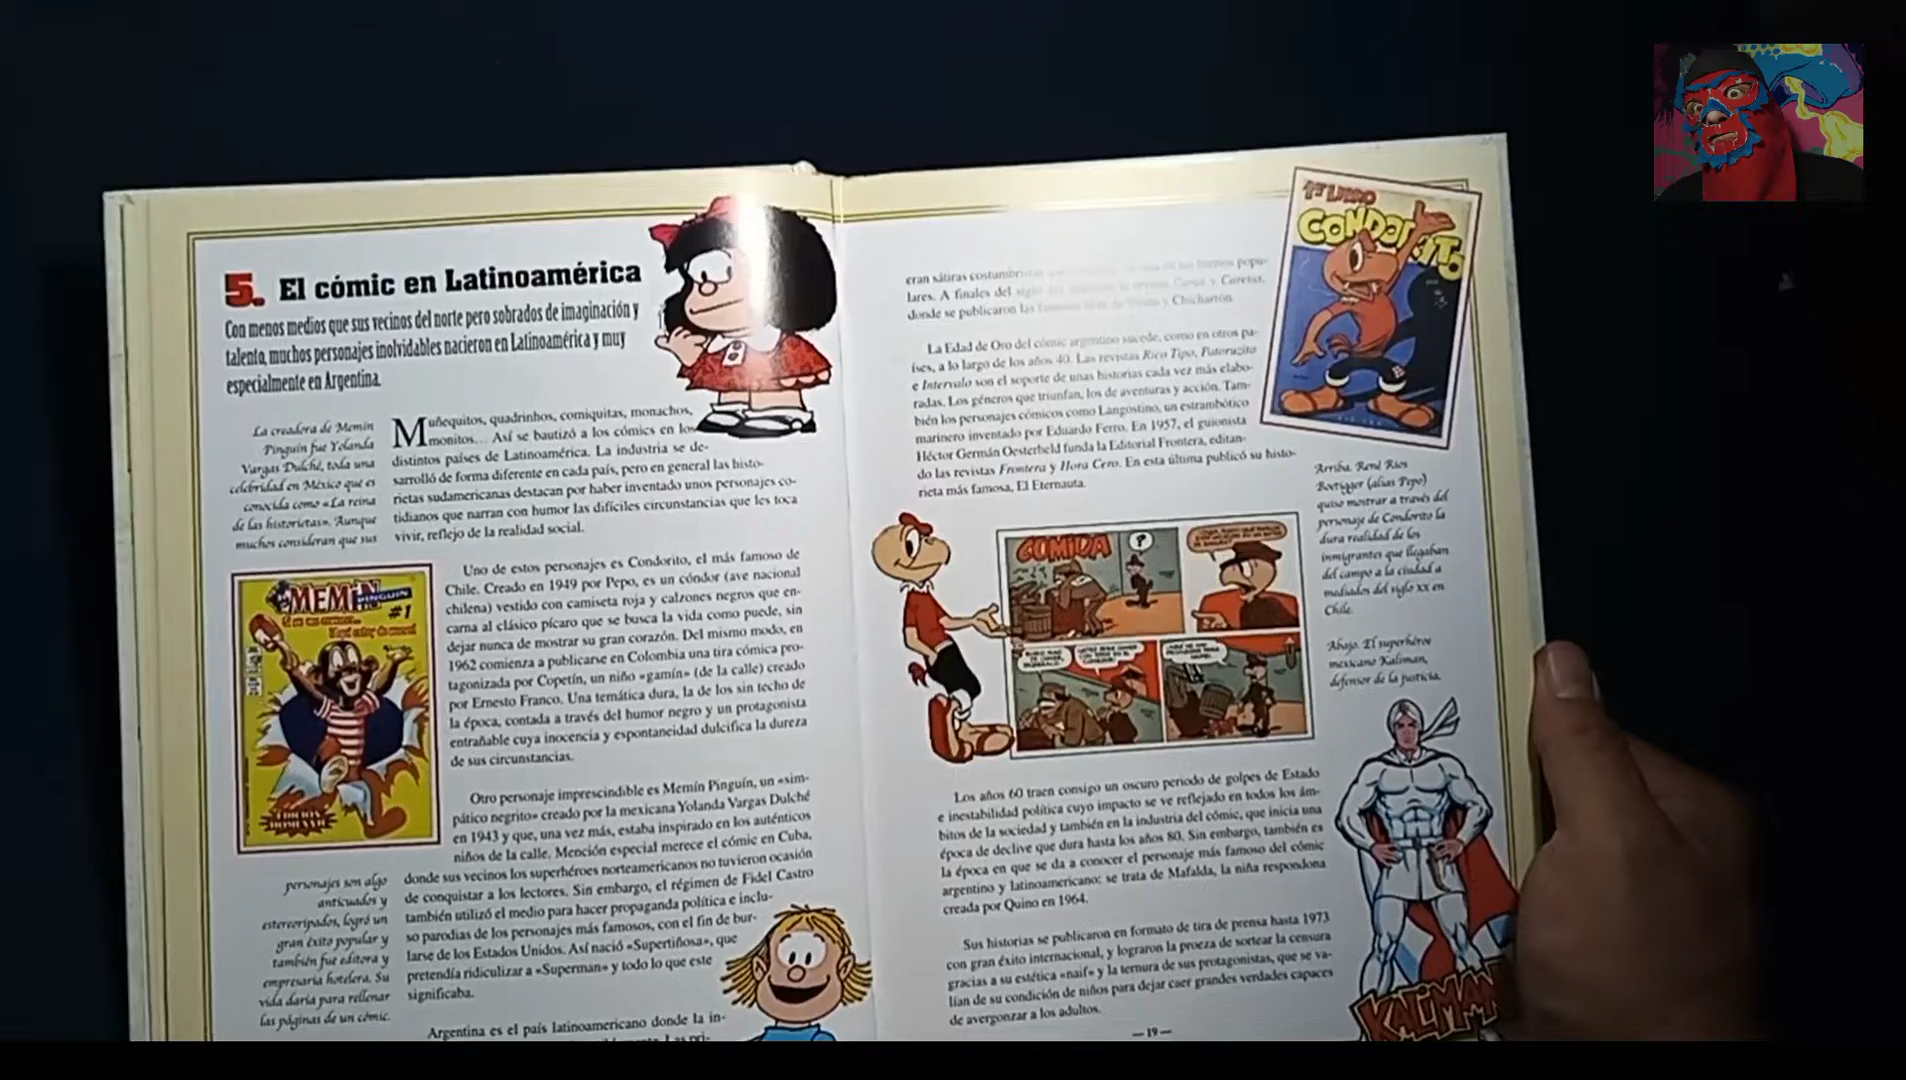 5. El cómic en Latinoamérica
Con menos medios que sus vecinos del norte pero sobrados de imaginación y
talento, muchos personajes inolvidables nacieron en Latinoamérica y muy
especialmente en Argentina.
La creadora de Memín
Pinguín fue Yolanda
Vargas Dulché, toda una
celebridad en México que es
conocida como «La reina
de las historietas». Aunque
muchos consideran que sus
MEMÍN
PINGUÍN
#1
personajes son algo
anticuados y
estereotipados, logró un
gran éxito popular y
también fue editora y
empresaria hotelera. Su
vida daría para rellenar
las páginas de un cómic.
Muñequitos, quadrinhos, comiquitas, monachos,
monitos... Así se bautizó a los cómics en los
distintos países de Latinoamérica. La industria se de-
sarrolló de forma diferente en cada país, pero en general las histo-
rietas sudamericanas destacan por haber inventado unos personajes co-
tidianos que narran con humor las difíciles circunstancias que les toca
vivir, reflejo de la realidad social.
Uno de estos personajes es Condorito, el más famoso de
Chile. Creado en 1949 por Pepo, es un cóndor (ave nacional
chilena) vestido con camiseta roja y calzones negros que en-
carna al clásico pícaro que se busca la vida como puede, sin
dejar nunca de mostrar su gran corazón. Del mismo modo, en
1962 comienza a publicarse en Colombia una tira cómica pro-
tagonizada por Copetín, un niño «gamín» (de la calle) creado
por Ernesto Franco. Una temática dura, la de los sin techo de
la época, contada a través del humor negro y un protagonista
entrañable cuya inocencia y espontaneidad dulcifica la dureza
de sus circunstancias.
Otro personaje imprescindible es Memín Pinguín, un «sim-
pático negrito» creado por la mexicana Yolanda Vargas Dulché
en 1943 y que, una vez más, estaba inspirado en los auténticos
niños de la calle. Mención especial merece el cómic en Cuba,
donde sus vecinos los superhéroes norteamericanos no tuvieron ocasión
de conquistar a los lectores. Sin embargo, el régimen de Fidel Castro
también utilizó el medio para hacer propaganda política e inclu-
so parodias de los personajes más famosos, con el fin de bur-
larse de los Estados Unidos. Así nació «Supertiñosa», que
pretendía ridiculizar a «Superman» y todo lo que este
significaba.
Argentina es el país latinoamericano donde la in-
eran sátiras costumbristas popu-
lares. A finales del Caras y Caretas,
donde se publicaron las y Chicharrón.
La Edad de Oro del cómic argentino sucede, como en otros pa-
íses, a lo largo de los años 40. Las revistas Rico Tipo, Patoruzito
e Intervalo son el soporte de unas historias cada vez más elabo-
radas. Los géneros que triunfan, los de aventuras y acción. Tam-
bién los personajes cómicos como Langostino, un estrambótico
marinero inventado por Eduardo Ferro. En 1957, el guionista
Héctor Germán Oesterheld funda la Editorial Frontera, editan-
do las revistas Frontera y Hora Cero. En esta última publicó su histo-
rieta más famosa, El Eternauta.
1er LIBRO
CONDORITO
Arriba. René Ríos
Boettiger (alias Pepo)
quiso mostrar a través del
personaje de Condorito la
dura realidad de los
inmigrantes que llegaban
del campo a la ciudad a
mediados del siglo XX en
Chile.
Abajo. El superhéroe
mexicano Kaliman,
defensor de la justicia.
COMIDA
?
Los años 60 traen consigo un oscuro periodo de golpes de Estado
e inestabilidad política cuyo impacto se ve reflejado en todos los ám-
bitos de la sociedad y también en la industria del cómic, que inicia una
época de declive que dura hasta los años 80. Sin embargo, también es
la época en que se da a conocer el personaje más famoso del cómic
argentino y latinoamericano: se trata de Mafalda, la niña respondona
creada por Quino en 1964.
Sus historias se publicaron en formato de tira de prensa hasta 1973
con gran éxito internacional, y lograron la proeza de sortear la censura
gracias a su estética «naif» y la ternura de sus protagonistas, que se va-
lían de su condición de niños para dejar caer grandes verdades capaces
de avergonzar a los adultos.
KALIMAN
— 19 —